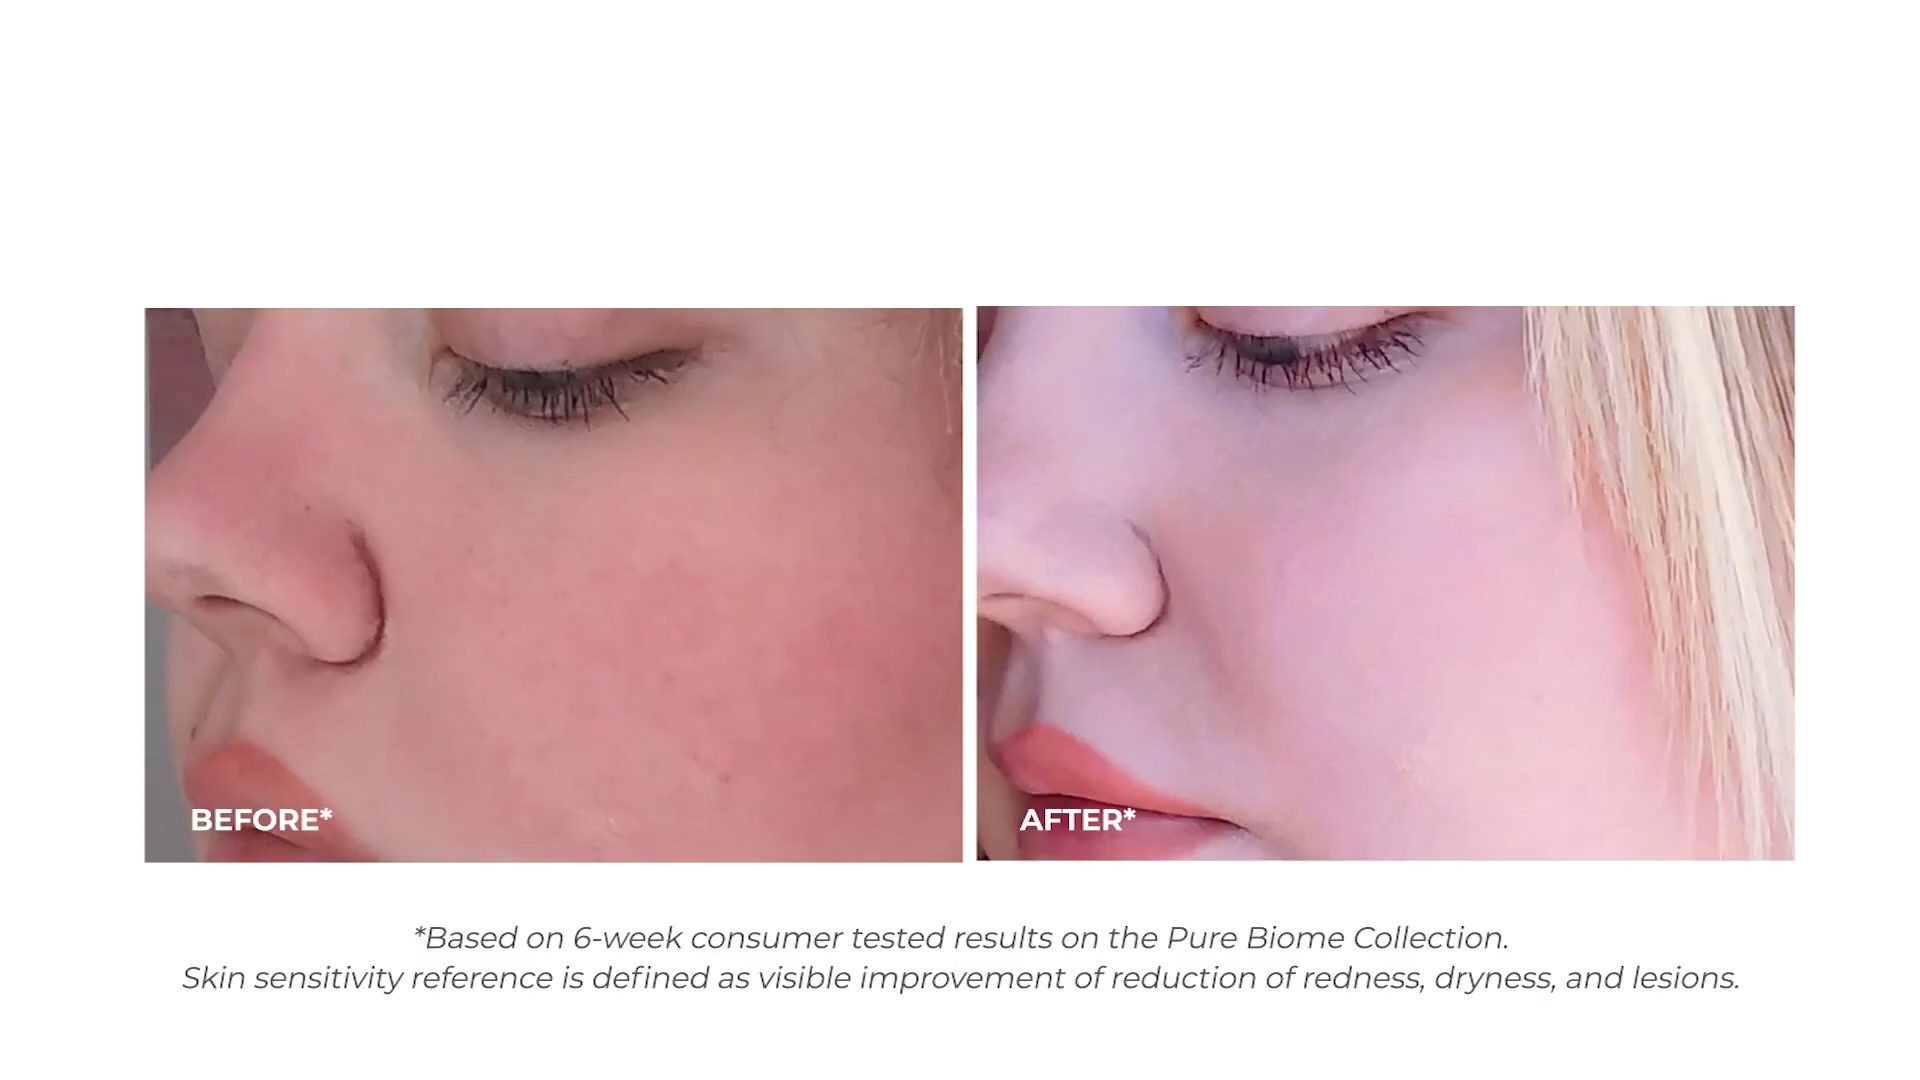 BEFORE*
AFTER*
*Based on 6-week consumer tested results on the Pure Biome Collection.
Skin sensitivity reference is defined as visible improvement of reduction of redness, dryness, and lesions.